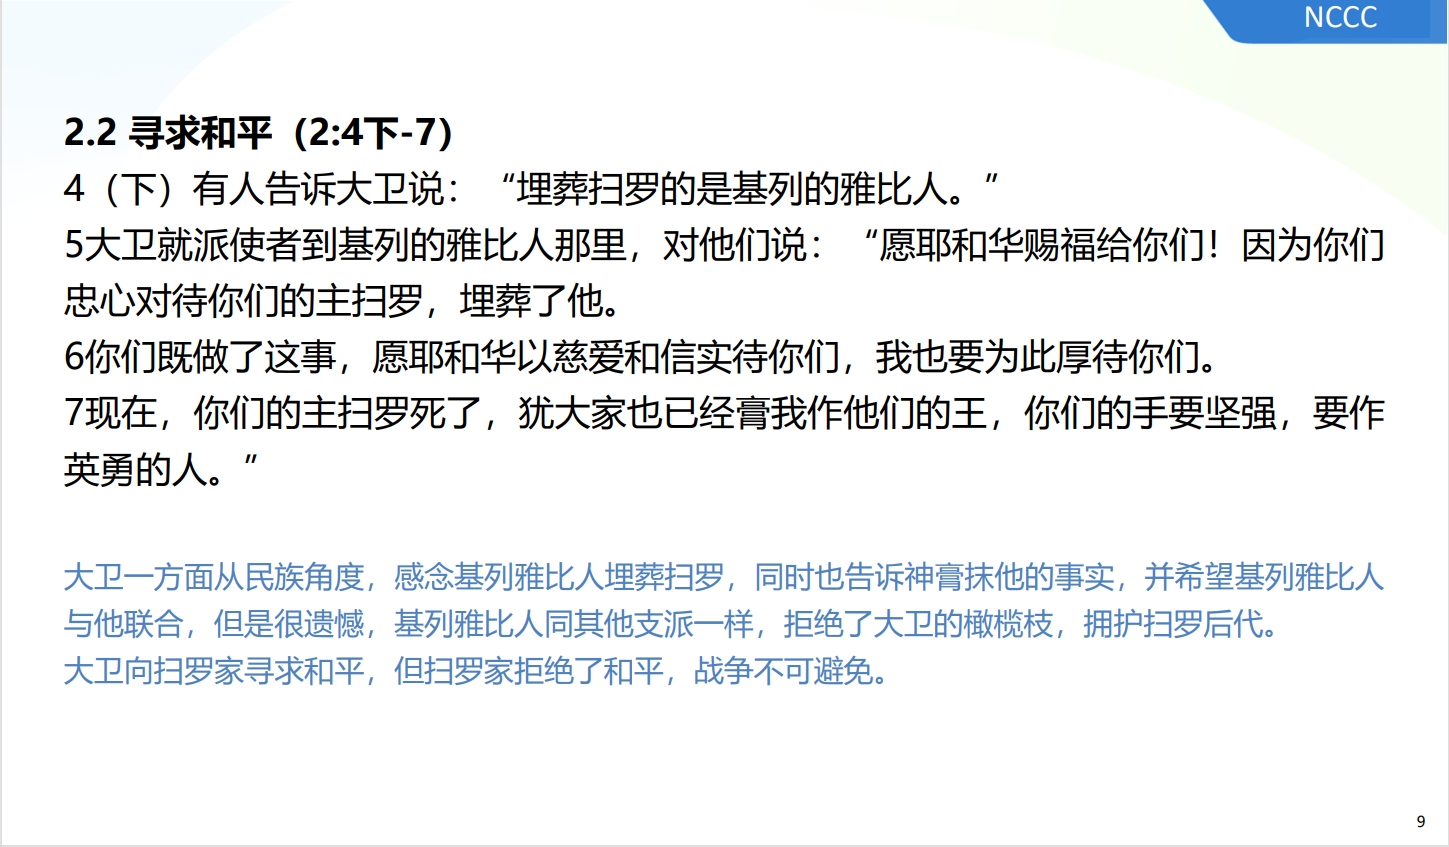 NCCC
2.2 寻求和平（2:4下-7）
4（下）有人告诉大卫说：“埋葬扫罗的是基列的雅比人。”
5大卫就派使者到基列的雅比人那里，对他们说：“愿耶和华赐福给你们！因为你们
忠心对待你们的主扫罗，埋葬了他。
6你们既做了这事，愿耶和华以慈爱和信实待你们，我也要为此厚待你们。
7现在，你们的主扫罗死了，犹大家也已经膏我作他们的王，你们的手要坚强，要作
英勇的人。”
大卫一方面从民族角度，感念基列雅比人埋葬扫罗，同时也告诉神膏抹他的事实，并希望基列雅比人
与他联合，但是很遗憾，基列雅比人同其他支派一样，拒绝了大卫的橄榄枝，拥护扫罗后代。
大卫向扫罗家寻求和平，但扫罗家拒绝了和平，战争不可避免。
9